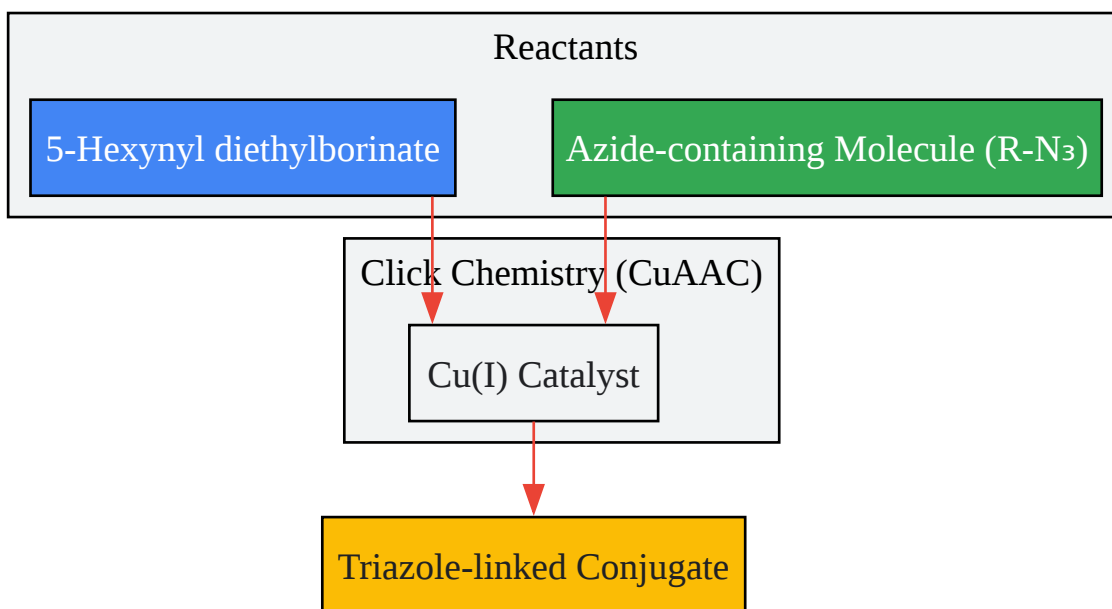 Reactants
5-Hexynyl diethylborinate
Azide-containing Molecule (R-N₃)
Click Chemistry (CuAAC)
Cu(I) Catalyst
Triazole-linked Conjugate